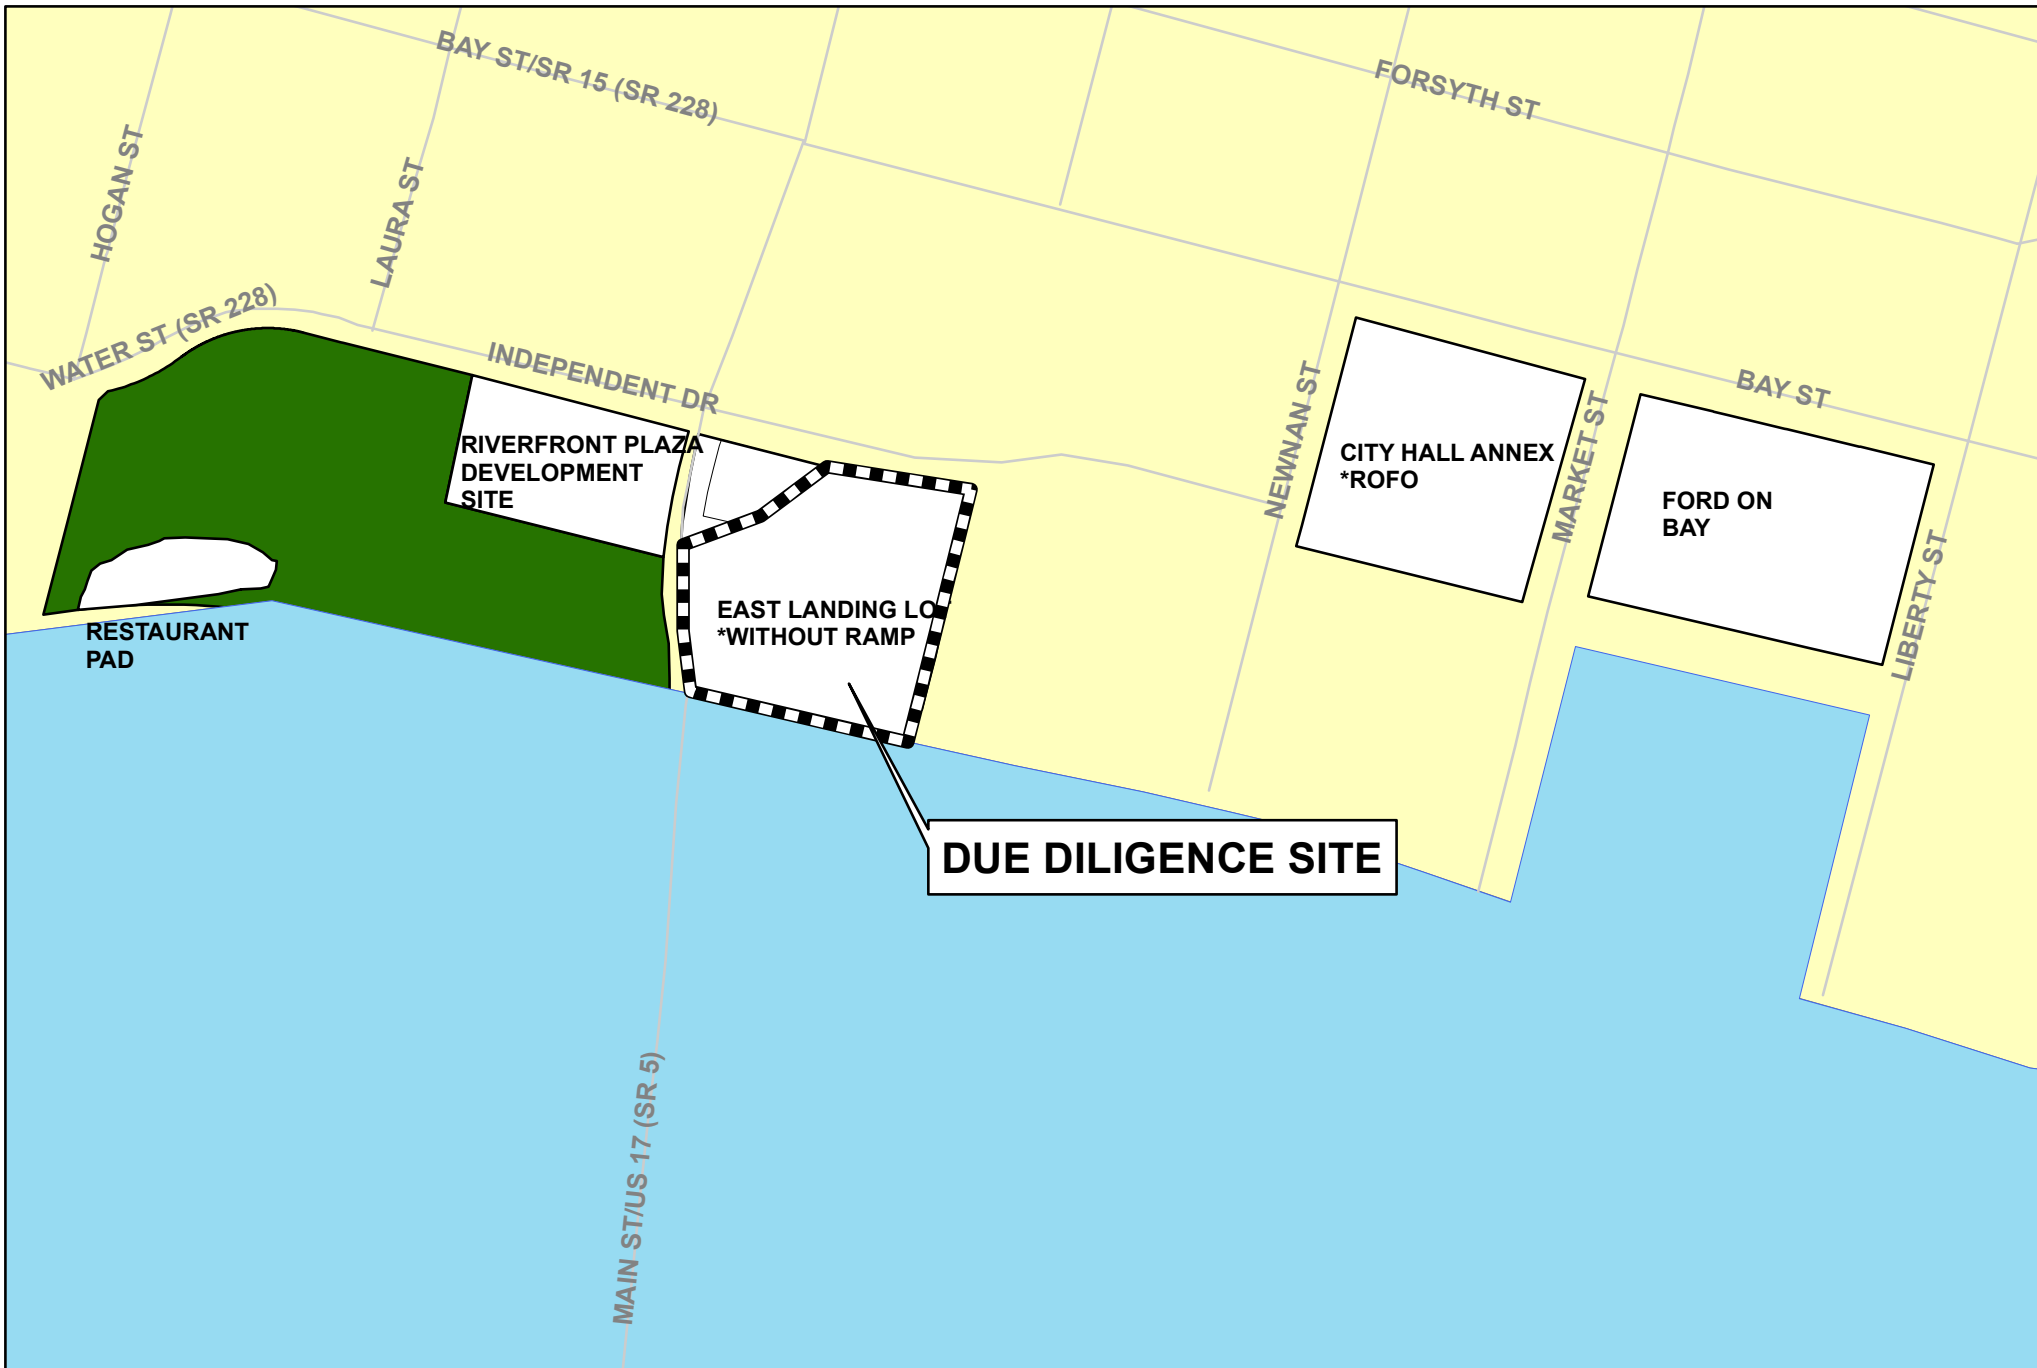 BAY ST/SR 15 (SR 228)
FORSYTH ST
HOGAN ST
LAURA ST
WATER ST (SR 228)
INDEPENDENT DR
NEWNAN ST
MARKET ST
BAY ST
LIBERTY ST
RIVERFRONT PLAZA
DEVELOPMENT
SITE
CITY HALL ANNEX
*ROFO
FORD ON
BAY
EAST LANDING LO
*WITHOUT RAMP
RESTAURANT
PAD
DUE DILIGENCE SITE
MAIN ST/US 17 (SR 5)